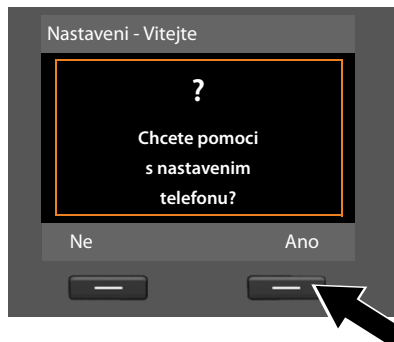 Nastaveni - Vitejte
?
Chcete pomoci
s nastavenim
telefonu?
Ne Ano